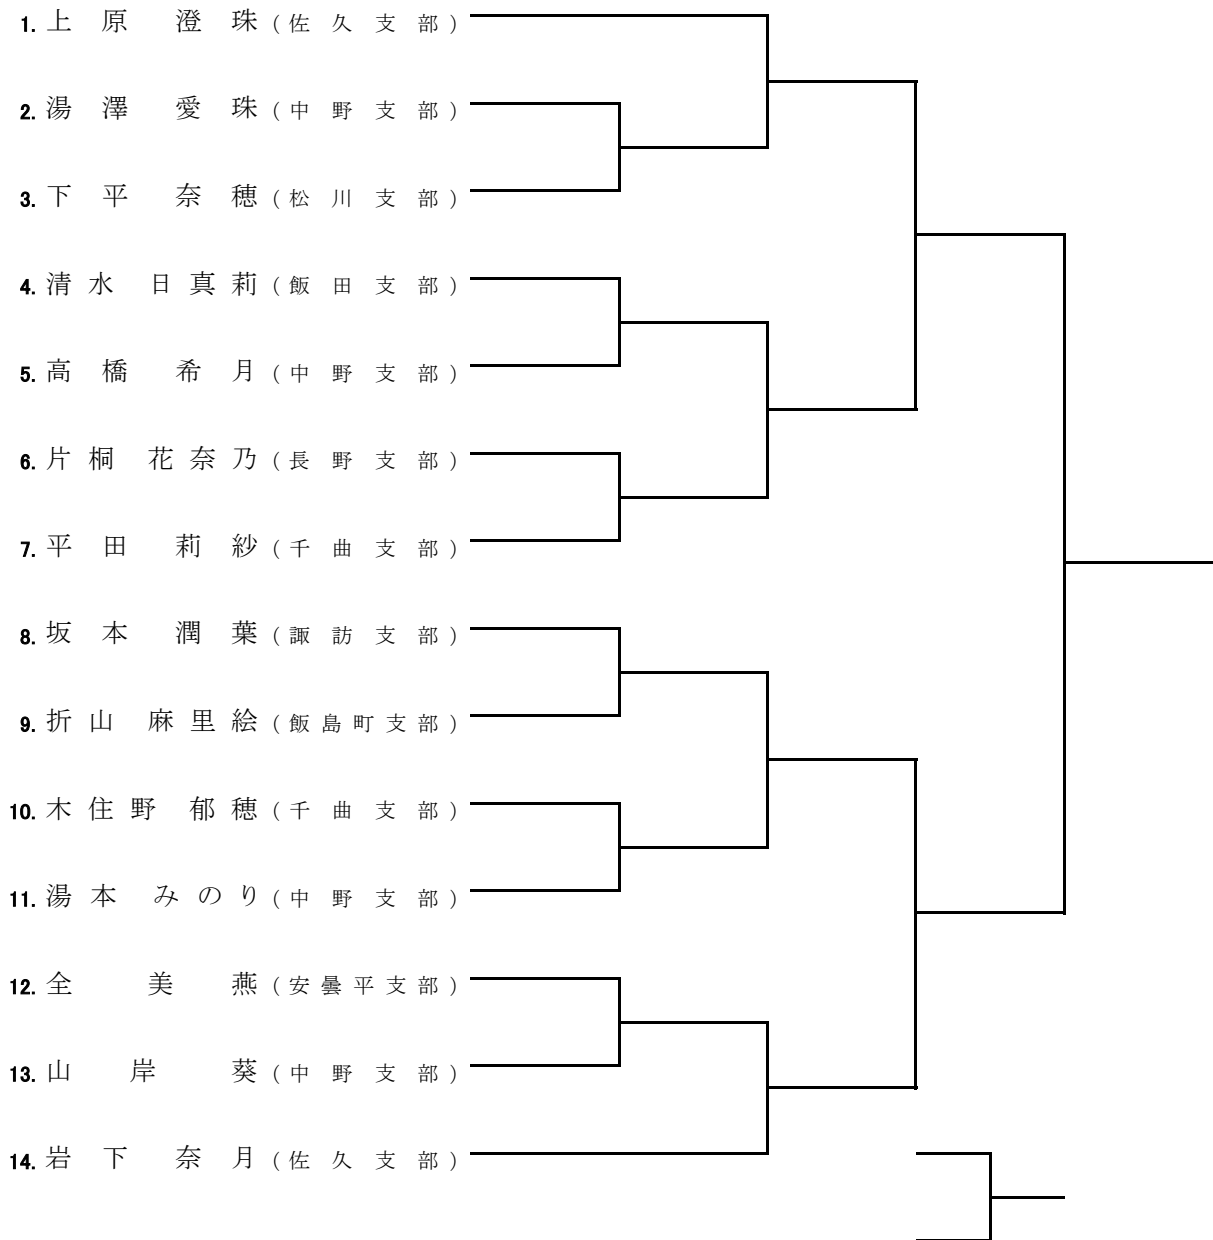 1. 上原 澄珠 (佐久支部)
2. 湯澤 愛珠 (中野支部)
3. 下平 奈穂 (松川支部)
4. 清水 日真莉 (飯田支部)
5. 高橋 希月 (中野支部)
6. 片桐 花奈乃 (長野支部)
7. 平田 莉紗 (千曲支部)
8. 坂本 潤葉 (諏訪支部)
9. 折山 麻里絵 (飯島町支部)
10. 木住野 郁穂 (千曲支部)
11. 湯本 みのり (中野支部)
12. 全 美燕 (安曇平支部)
13. 山岸 葵 (中野支部)
14. 岩下 奈月 (佐久支部)